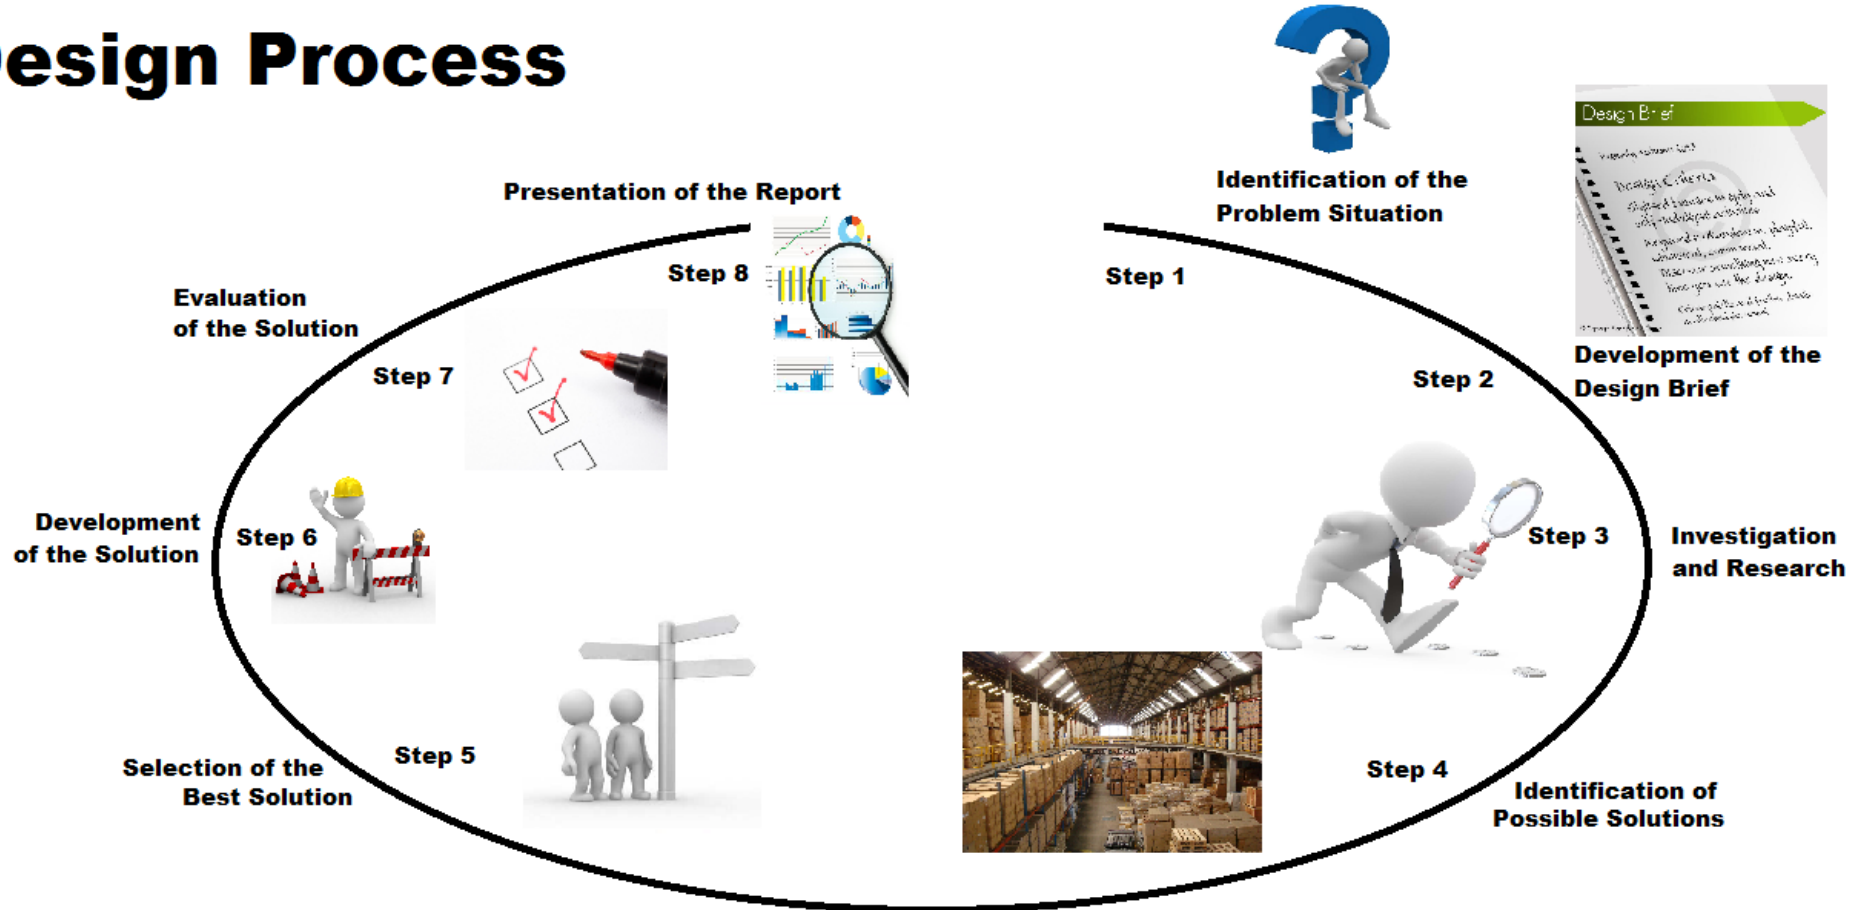 esign Process
Identification of the
Problem Situation
Step 1
Design Brief
Design Criteria
Development of the
Design Brief
Step 2
Step 3
Investigation
and Research
Step 4
Identification of
Possible Solutions
Step 5
Selection of the
Best Solution
Step 6
Development
of the Solution
Step 7
Evaluation
of the Solution
Step 8
Presentation of the Report